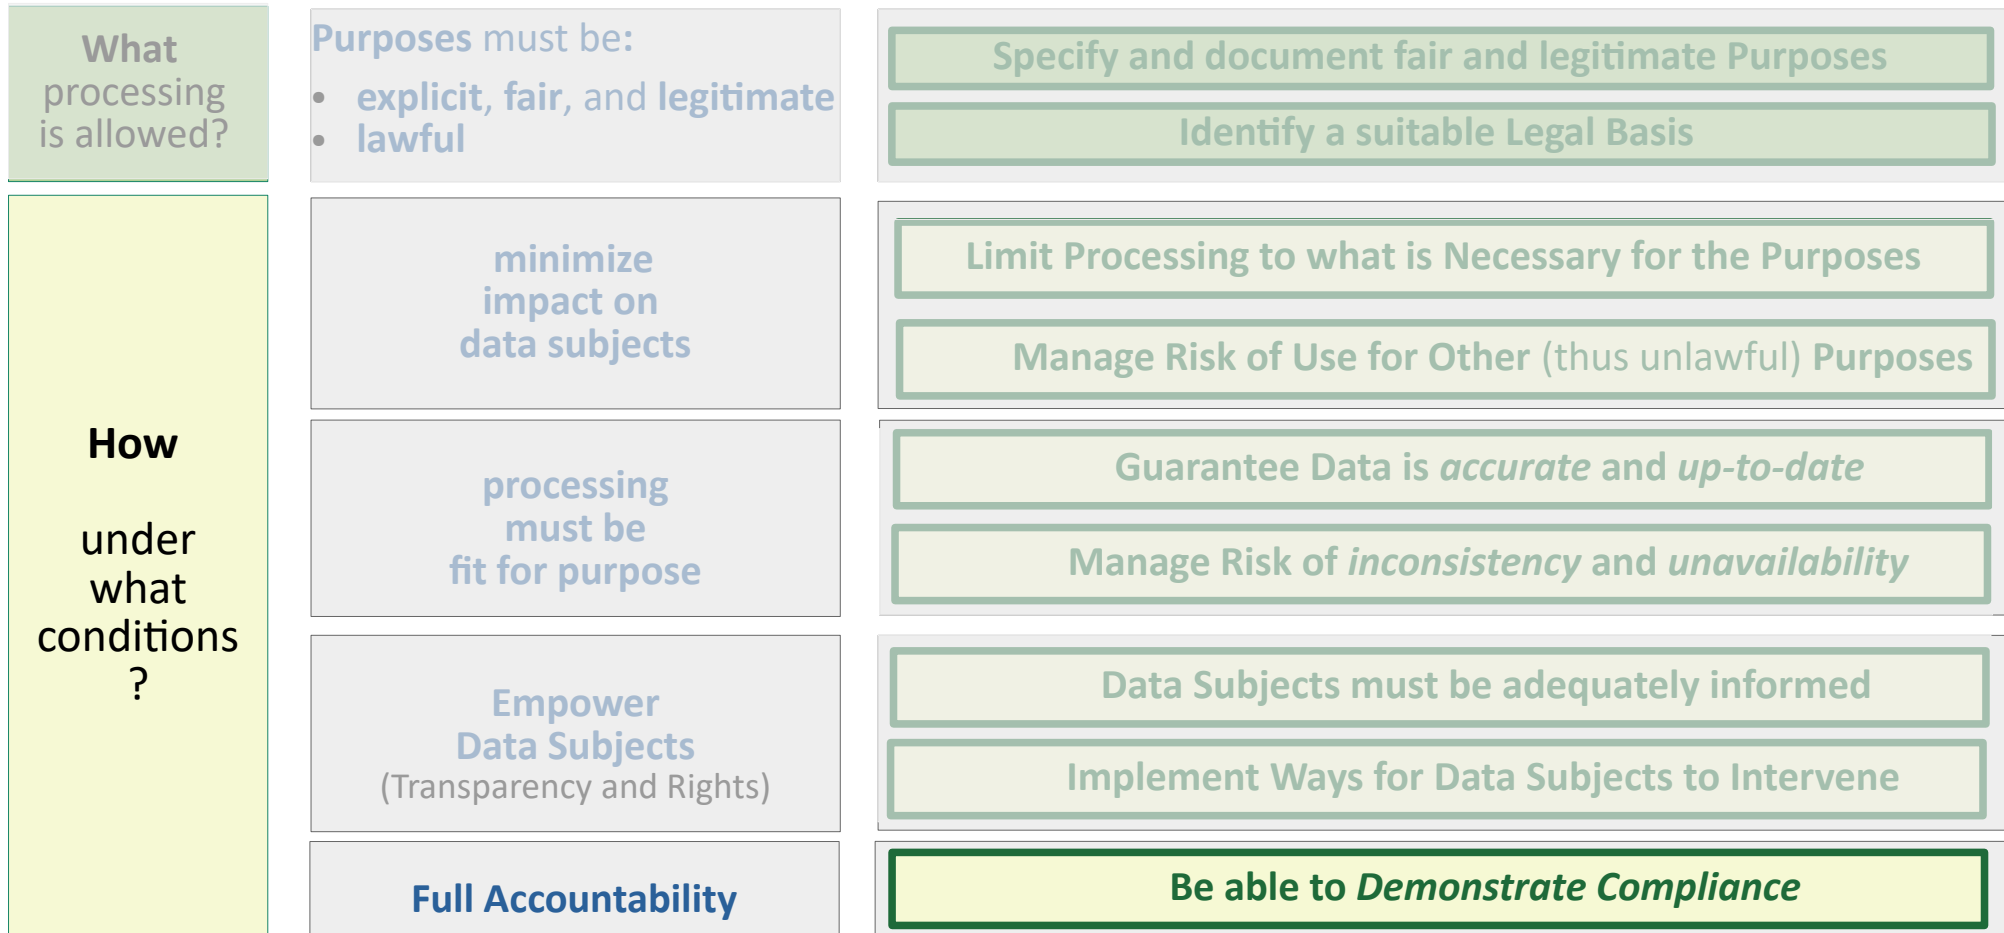 What
processing
is allowed?
Purposes must be:
• explicit, fair, and legitimate
• lawful
Specify and document fair and legitimate Purposes
Identify a suitable Legal Basis
How
under
what
conditions
?
minimize
impact on
data subjects
Limit Processing to what is Necessary for the Purposes
Manage Risk of Use for Other (thus unlawful) Purposes
processing
must be
fit for purpose
Guarantee Data is accurate and up-to-date
Manage Risk of inconsistency and unavailability
Empower
Data Subjects
(Transparency and Rights)
Data Subjects must be adequately informed
Implement Ways for Data Subjects to Intervene
Full Accountability
Be able to Demonstrate Compliance